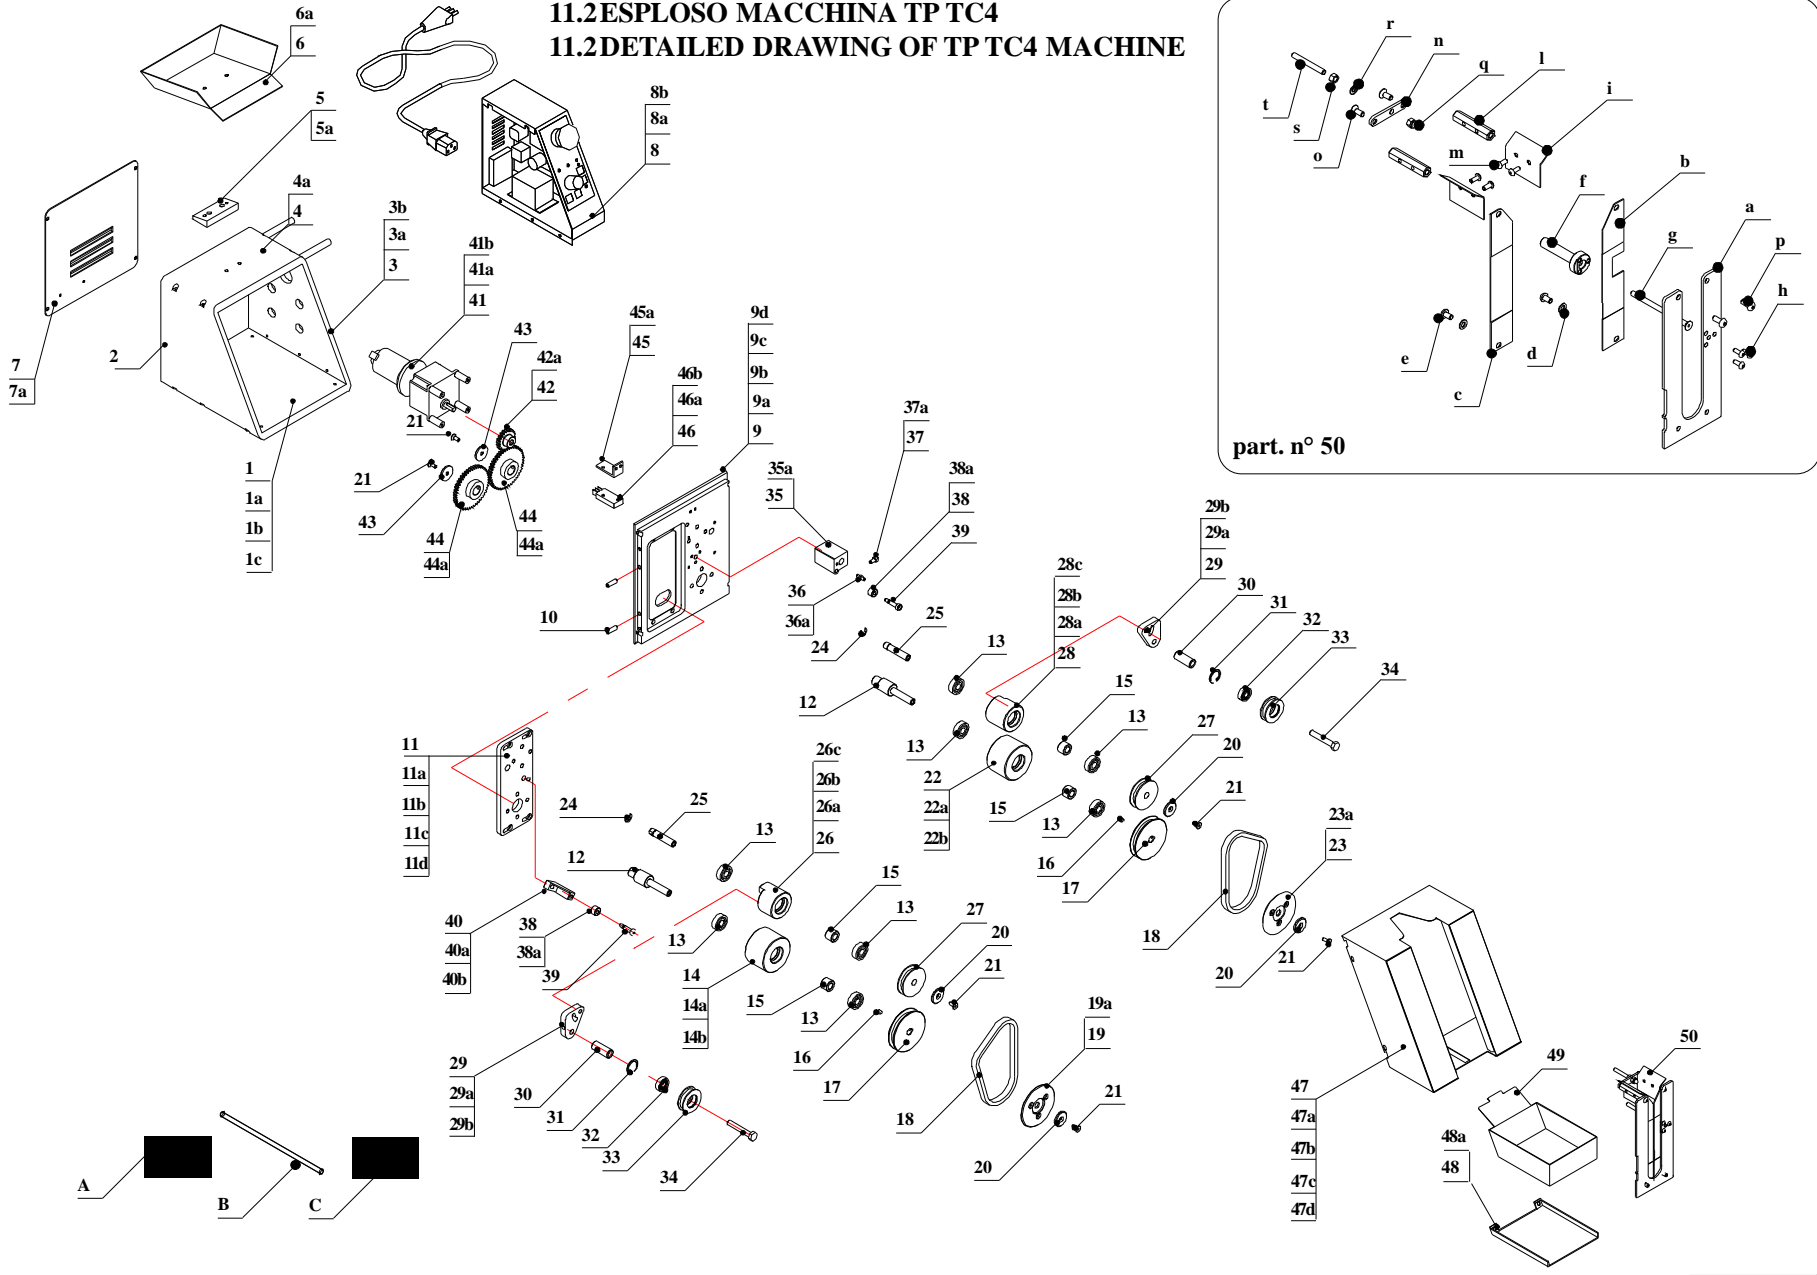 11.2 ESPLOSO MACCHINA TP TC4
11.2 DETAILED DRAWING OF TP TC4 MACHINE
6a
6
5
5a
4a
4
3b
3a
3
8b
8a
8
7
7a
2
1
1a
1b
1c
41b
41a
41
43
42a
42
21
21
43
44
44a
44
44a
45a
45
46b
46a
46
9d
9c
9b
9a
9
10
35a
35
37a
37
38a
38
39
36
36a
24
25
12
13
13
28c
28b
28a
28
29b
29a
29
30
31
32
33
34
15
13
27
20
21
22
22a
22b
15
13
16
17
18
23a
23
20
21
11
11a
11b
11c
11d
24
25
12
13
13
26c
26b
26a
26
40
40a
40b
38
38a
39
14
14a
14b
15
13
27
20
21
15
13
16
17
18
19a
19
20
21
29
29a
29b
30
31
32
33
34
47
47a
47b
47c
47d
49
50
48a
48
A
B
C
r
n
l
q
i
t
s
o
m
b
f
a
g
p
h
e
d
c
part. n° 50